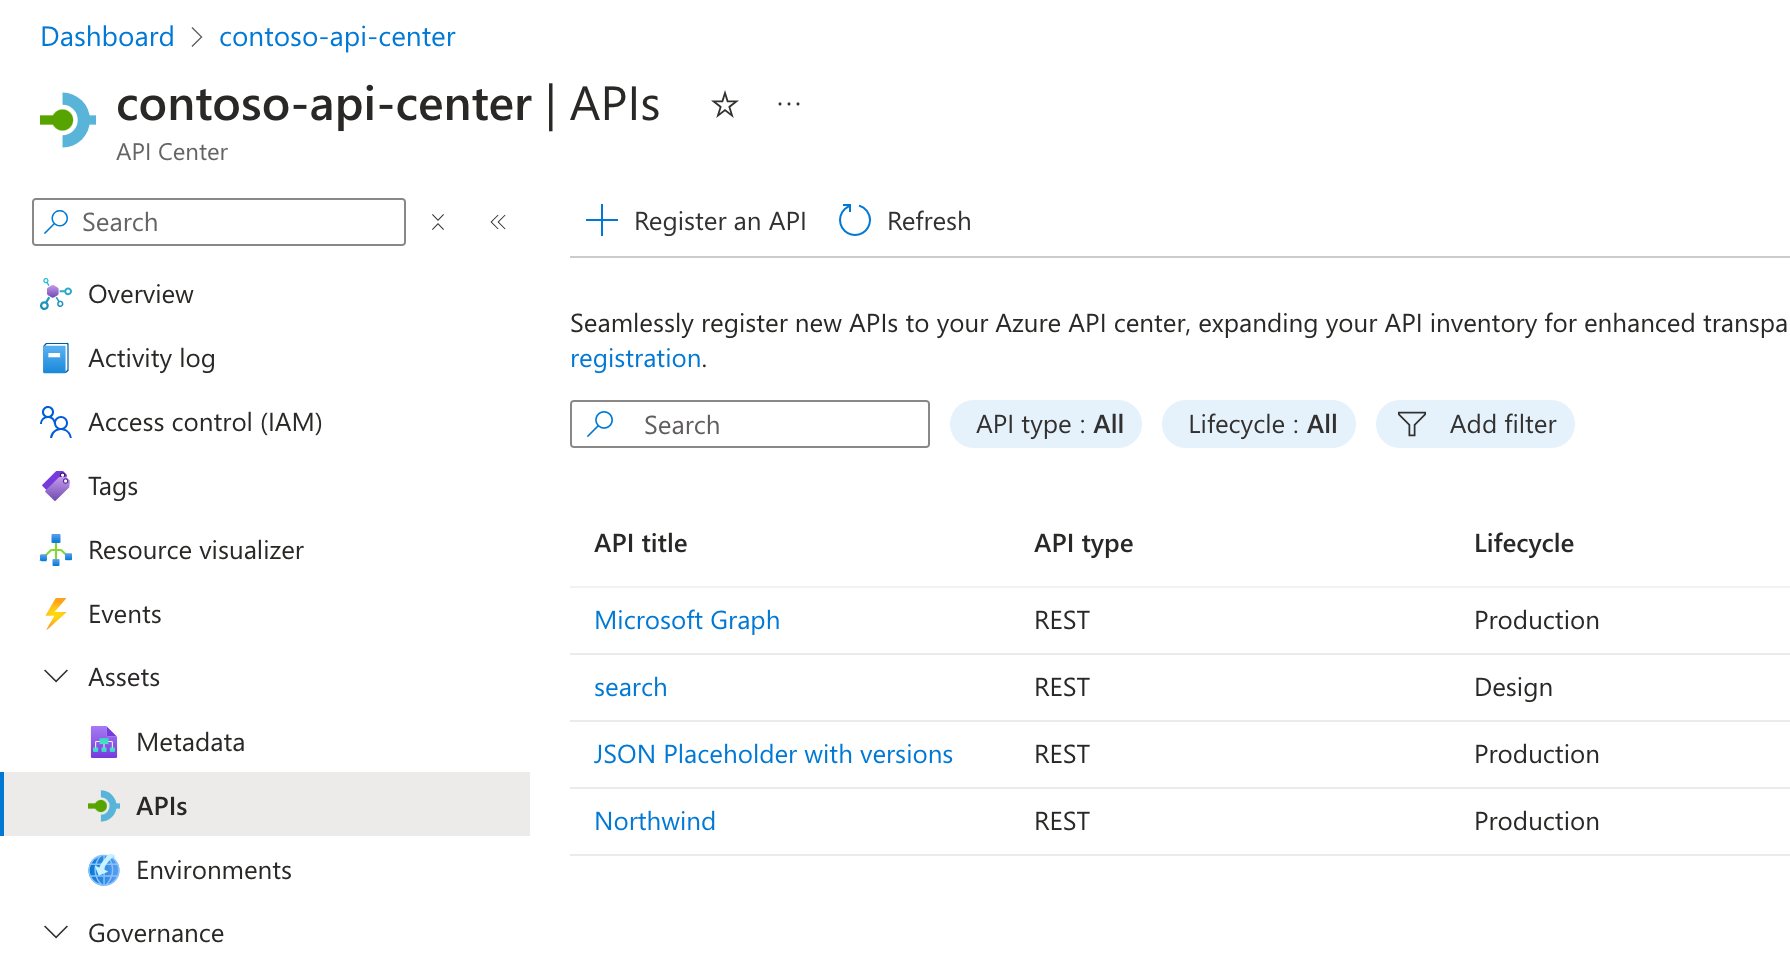 Dashboard > contoso-api-center
contoso-api-center | APIs ☆ ···
API Center
Search
Overview
Activity log
Access control (IAM)
Tags
Resource visualizer
Events
Assets
Metadata
APIs
Environments
Governance
Register an API Refresh
Seamlessly register new APIs to your Azure API center, expanding your API inventory for enhanced
registration.
Search API type : All Lifecycle : All Add filter
API title API type Lifecycle
Microsoft Graph REST Production
search REST Design
JSON Placeholder with versions REST Production
Northwind REST Production